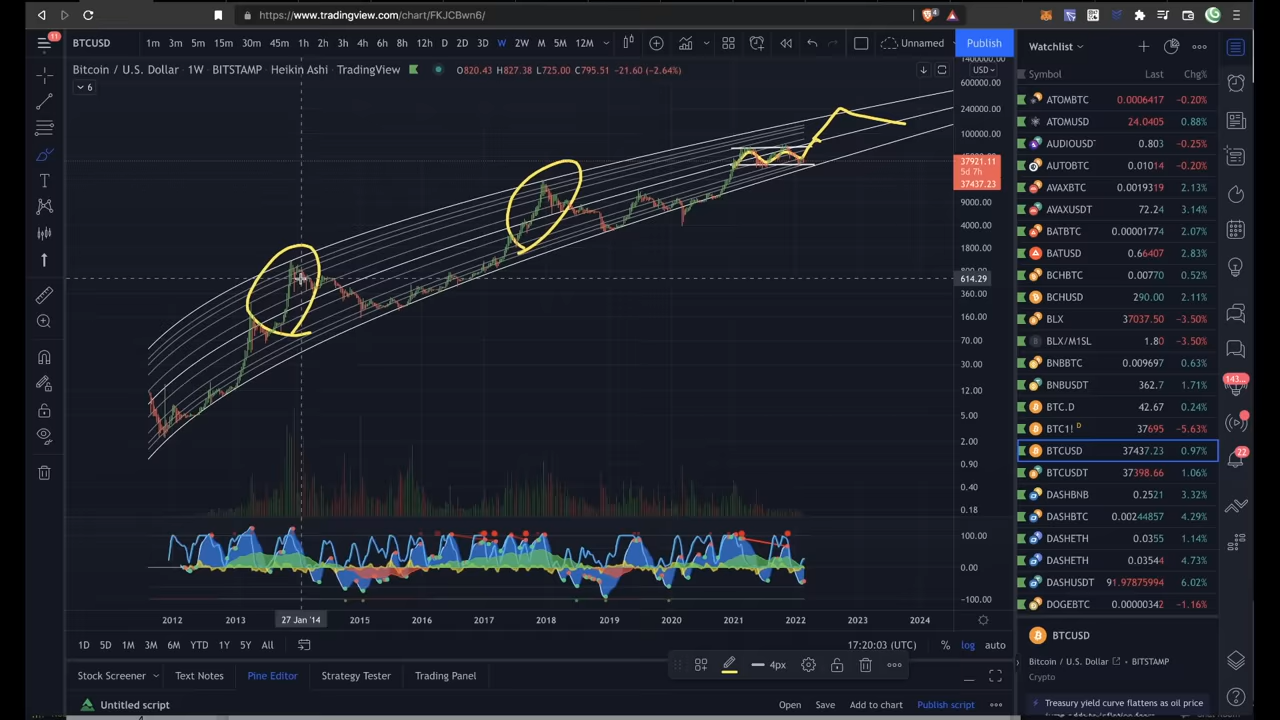 https://www.tradingview.com/chart/FKJCBwn6/
11
BTCUSD 1m 3m 5m 15m 30m 45m 1h 2h 3h 4h 6h 8h 12h D 2D 3D W 2W M 5M 12M Unnamed Publish
Watchlist
Bitcoin / U.S. Dollar · 1W · BITSTAMP · Heikin Ashi · TradingView O820.43 H827.38 L725.00 C795.51 -21.60 (-2.64%)
USD
6
Symbol Last Chg%
240000.00
100000.00
37921.11
5d 7h
37437.23
9000.00
4000.00
1800.00
614.29
360.00
160.00
70.00
30.00
12.00
5.00
2.00
0.90
0.40
0.18
100.00
0.00
-100.00
ATOMBTC 0.0006417 -0.20%
ATOMUSD 24.0405 0.88%
AUDIOUSD 0.803 -0.25%
AUTOBTC 0.01014 -0.20%
AVAXBTC 0.0019319 2.13%
AVAXUSDT 72.24 3.14%
BATBTC 0.00001774 2.07%
BATUSD 0.66407 2.83%
BCHBTC 0.00770 0.52%
BCHUSD 290.00 2.11%
BLX 37037.50 -3.50%
BLX/M1SL 1.80 -3.50%
BNBBTC 0.009697 0.63%
BNBUSDT 362.7 1.71%
BTC.D 42.67 0.24%
BTC1! D 37695 -5.63%
BTCUSD 37437.23 0.97%
BTCUSDT 37398.66 1.06%
DASHBNB 0.2521 3.32%
DASHBTC 0.00244857 4.29%
DASHETH 0.0355 1.14%
DASHETH 0.03544 4.73%
DASHUSDT 91.97875994 6.02%
DOGEBTC 0.00000342 -1.16%
143...
22
2012 2013 27 Jan '14 2015 2016 2017 2018 2019 2020 2021 2022 2023 2024
1D 5D 1M 3M 6M YTD 1Y 5Y All
17:20:03 (UTC) % log auto
4px
Stock Screener Text Notes Pine Editor Strategy Tester Trading Panel
Untitled script
Open Save Add to chart Publish script
BTCUSD
Bitcoin / U.S. Dollar · BITSTAMP
Crypto
Treasury yield curve flattens as oil price